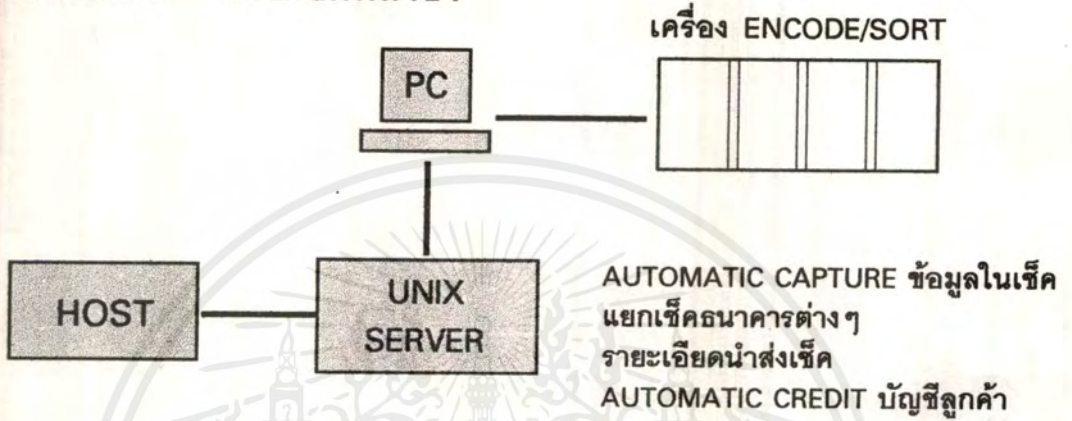 เครื่อง ENCODE/SORT
PC
HOST
UNIX
SERVER
AUTOMATIC CAPTURE ข้อมูลในเช็ค
แยกเช็คธนาคารต่างๆ
รายะเอียดนำส่งเช็ค
AUTOMATIC CREDIT บัญชีลูกค้า